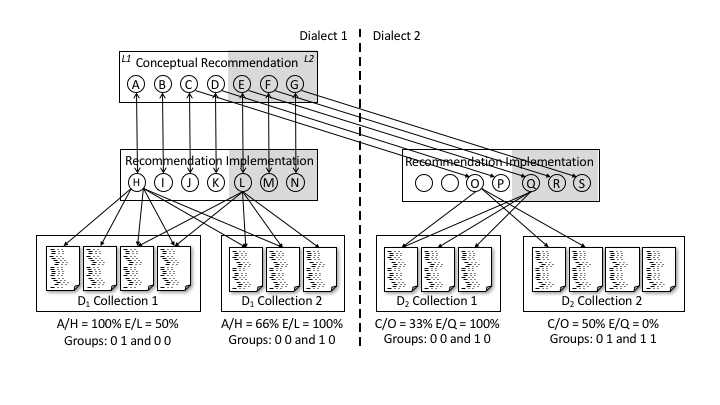 Dialect 1 Dialect 2
L1 Conceptual Recommendation L2
A B C D E F G
Recommendation Implementation Recommendation Implementation
H I J K L M N O P Q R S
D1 Collection 1 D1 Collection 2 D2 Collection 1 D2 Collection 2
A/H = 100% E/L = 50% A/H = 66% E/L = 100% C/O = 33% E/Q = 100% C/O = 50% E/Q = 0%
Groups: 0 1 and 0 0 Groups: 0 0 and 1 0 Groups: 0 0 and 1 0 Groups: 0 1 and 1 1